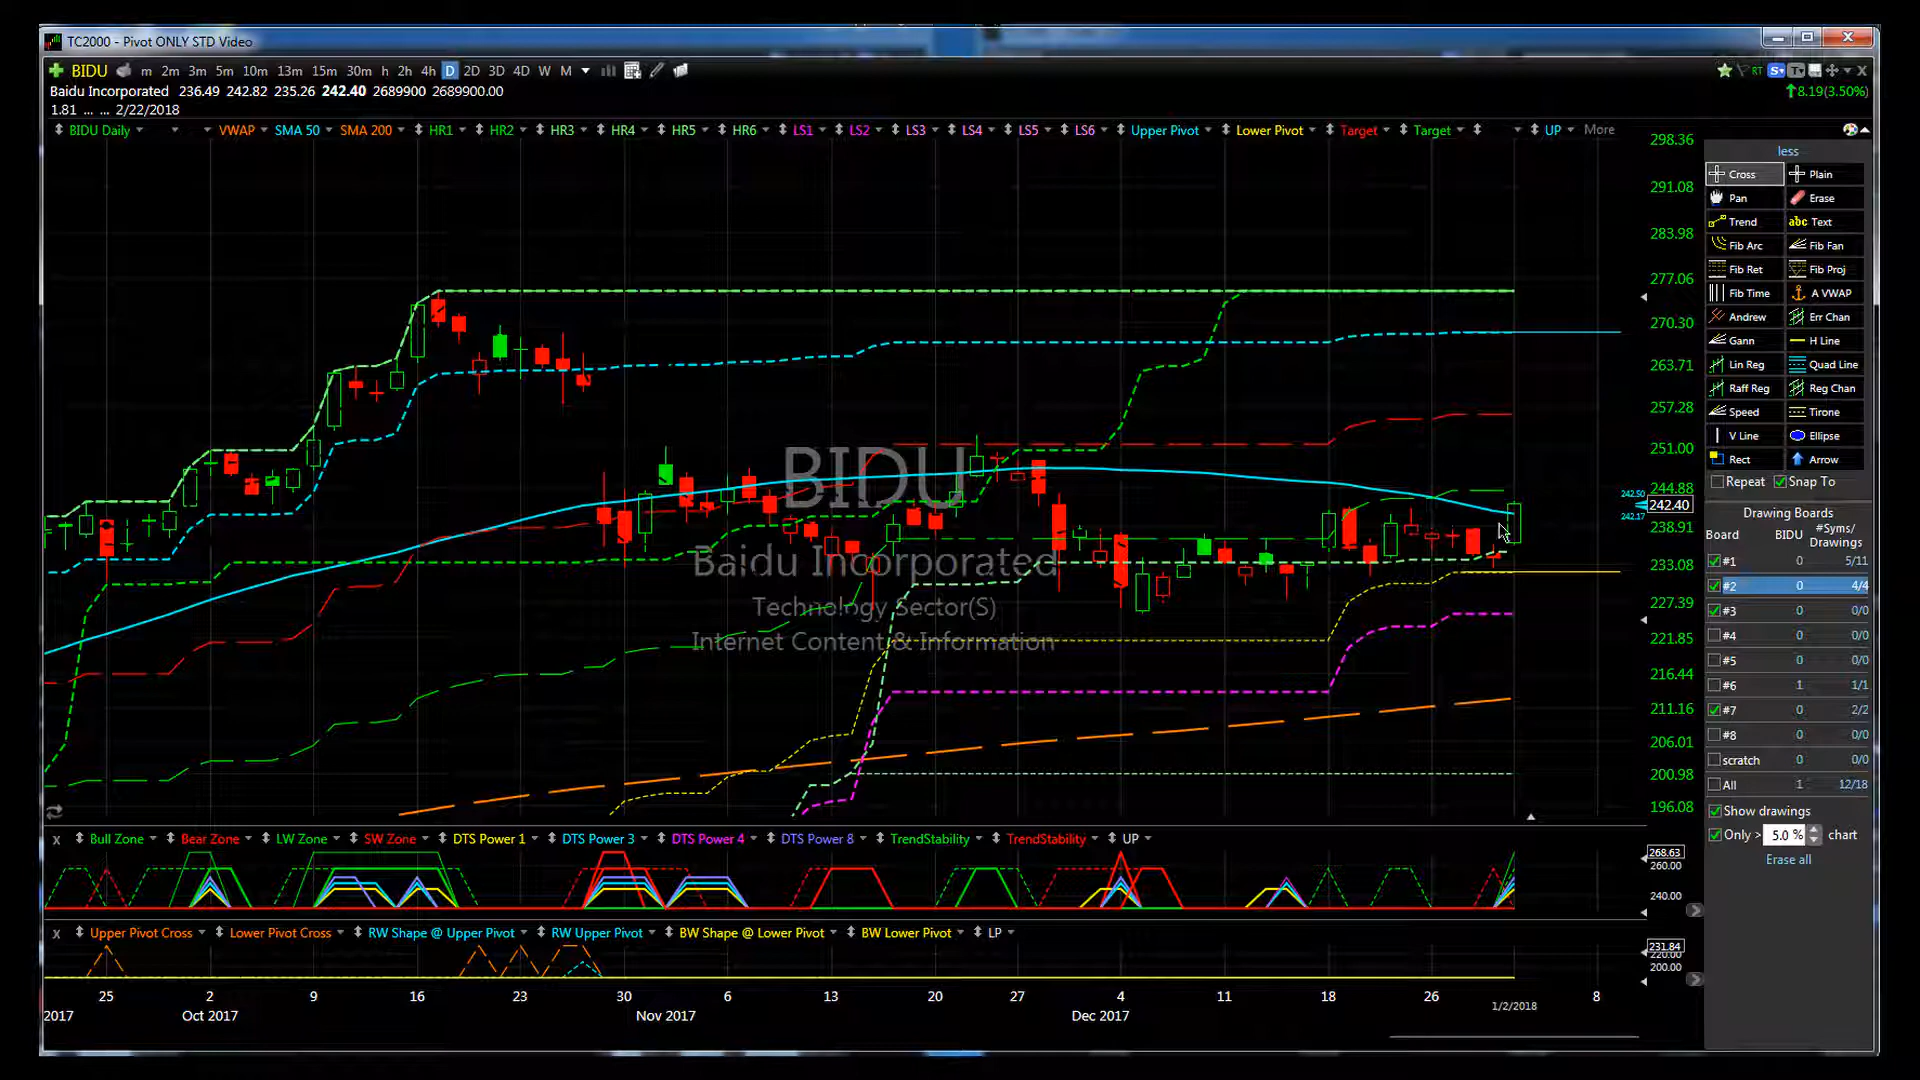 TC2000 - Pivot ONLY STD Video
BIDU m 2m 3m 5m 10m 13m 15m 30m h 2h 4h D 2D 3D 4D W M
RT
Baidu Incorporated 236.49 242.82 235.26 242.40 2689900 2689900.00
8.19(3.50%)
1.81 ... ... 2/22/2018
BIDU Daily VWAP SMA 50 SMA 200 HR1 HR2 HR3 HR4 HR5 HR6 LS1 LS2 LS3 LS4 LS5 LS6 Upper Pivot Lower Pivot Target Target UP More
298.36
291.08
283.98
277.06
270.30
263.71
257.28
251.00
244.88
242.50
242.40
242.17
238.91
233.08
227.39
221.85
216.44
211.16
206.01
200.98
196.08
BIDU
Baidu Incorporated
Technology Sector(S)
Internet Content & Information
x Bull Zone Bear Zone LW Zone SW Zone DTS Power 1 DTS Power 3 DTS Power 4 DTS Power 8 TrendStability TrendStability UP
268.63
260.00
240.00
x Upper Pivot Cross Lower Pivot Cross RW Shape @ Upper Pivot RW Upper Pivot BW Shape @ Lower Pivot BW Lower Pivot LP
231.84
220.00
200.00
25 2 9 16 23 30 6 13 20 27 4 11 18 26 8
1/2/2018
2017 Oct 2017 Nov 2017 Dec 2017
less
Cross Plain
Pan Erase
Trend abc Text
Fib Arc Fib Fan
Fib Ret Fib Proj
Fib Time A VWAP
Andrew Err Chan
Gann H Line
Lin Reg Quad Line
Raff Reg Reg Chan
Speed Tirone
V Line Ellipse
Rect Arrow
Repeat Snap To
Drawing Boards
Board BIDU #Syms/ Drawings
#1 0 5/11
#2 0 4/4
#3 0 0/0
#4 0 0/0
#5 0 0/0
#6 1 1/1
#7 0 2/2
#8 0 0/0
scratch 0 0/0
All 1 12/18
Show drawings
Only > 5.0 % chart
Erase all